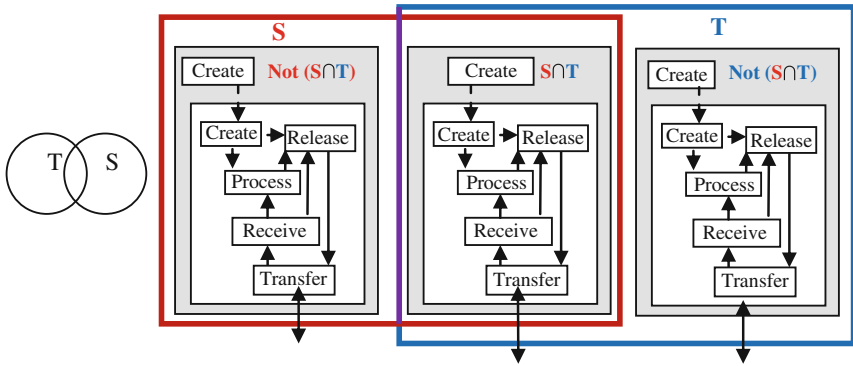 T S
S
Create Not (S∩T)
Create Release
Process
Receive
Transfer
Create S∩T
Create Release
Process
Receive
Transfer
T
Create Not (S∩T)
Create Release
Process
Receive
Transfer